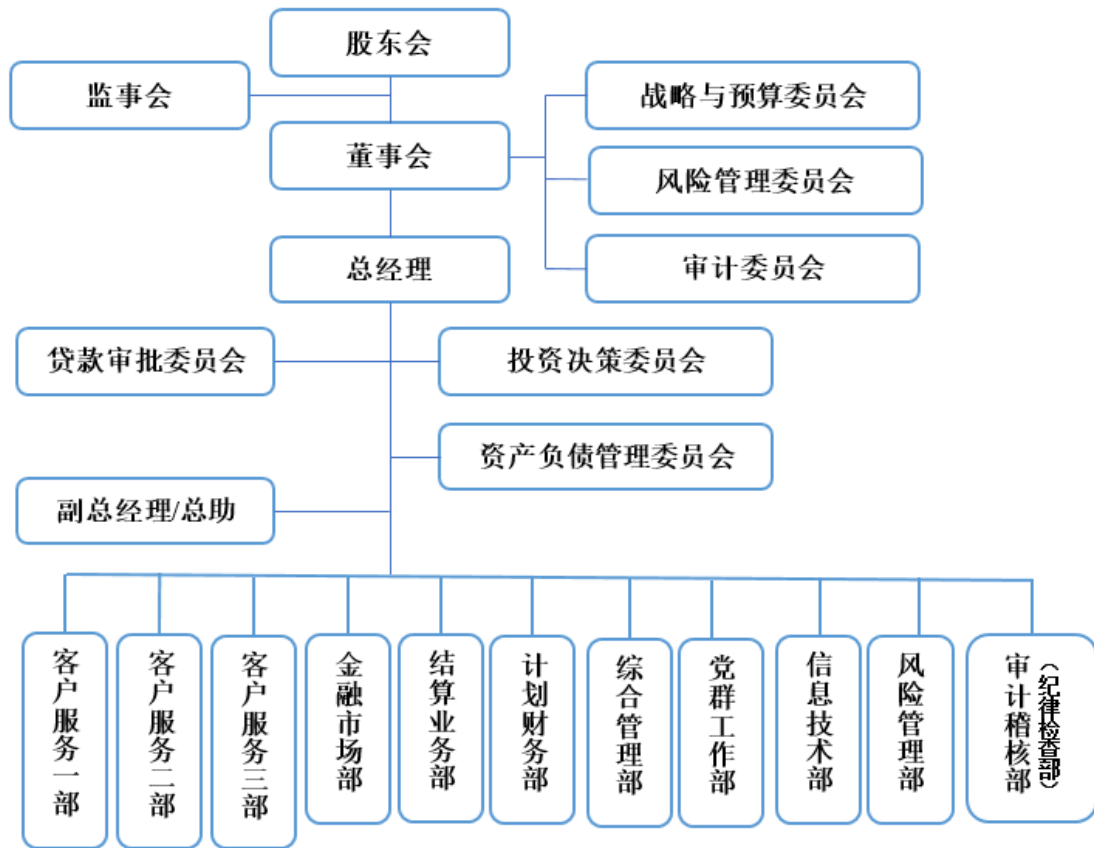 股东会
监事会
战略与预算委员会
董事会
风险管理委员会
总经理
审计委员会
贷款审批委员会
投资决策委员会
资产负债管理委员会
副总经理/总助
客户服务一部
客户服务二部
客户服务三部
金融市场部
结算业务部
计划财务部
综合管理部
党群工作部
信息技术部
风险管理部
审计稽核部
（纪律检查部）